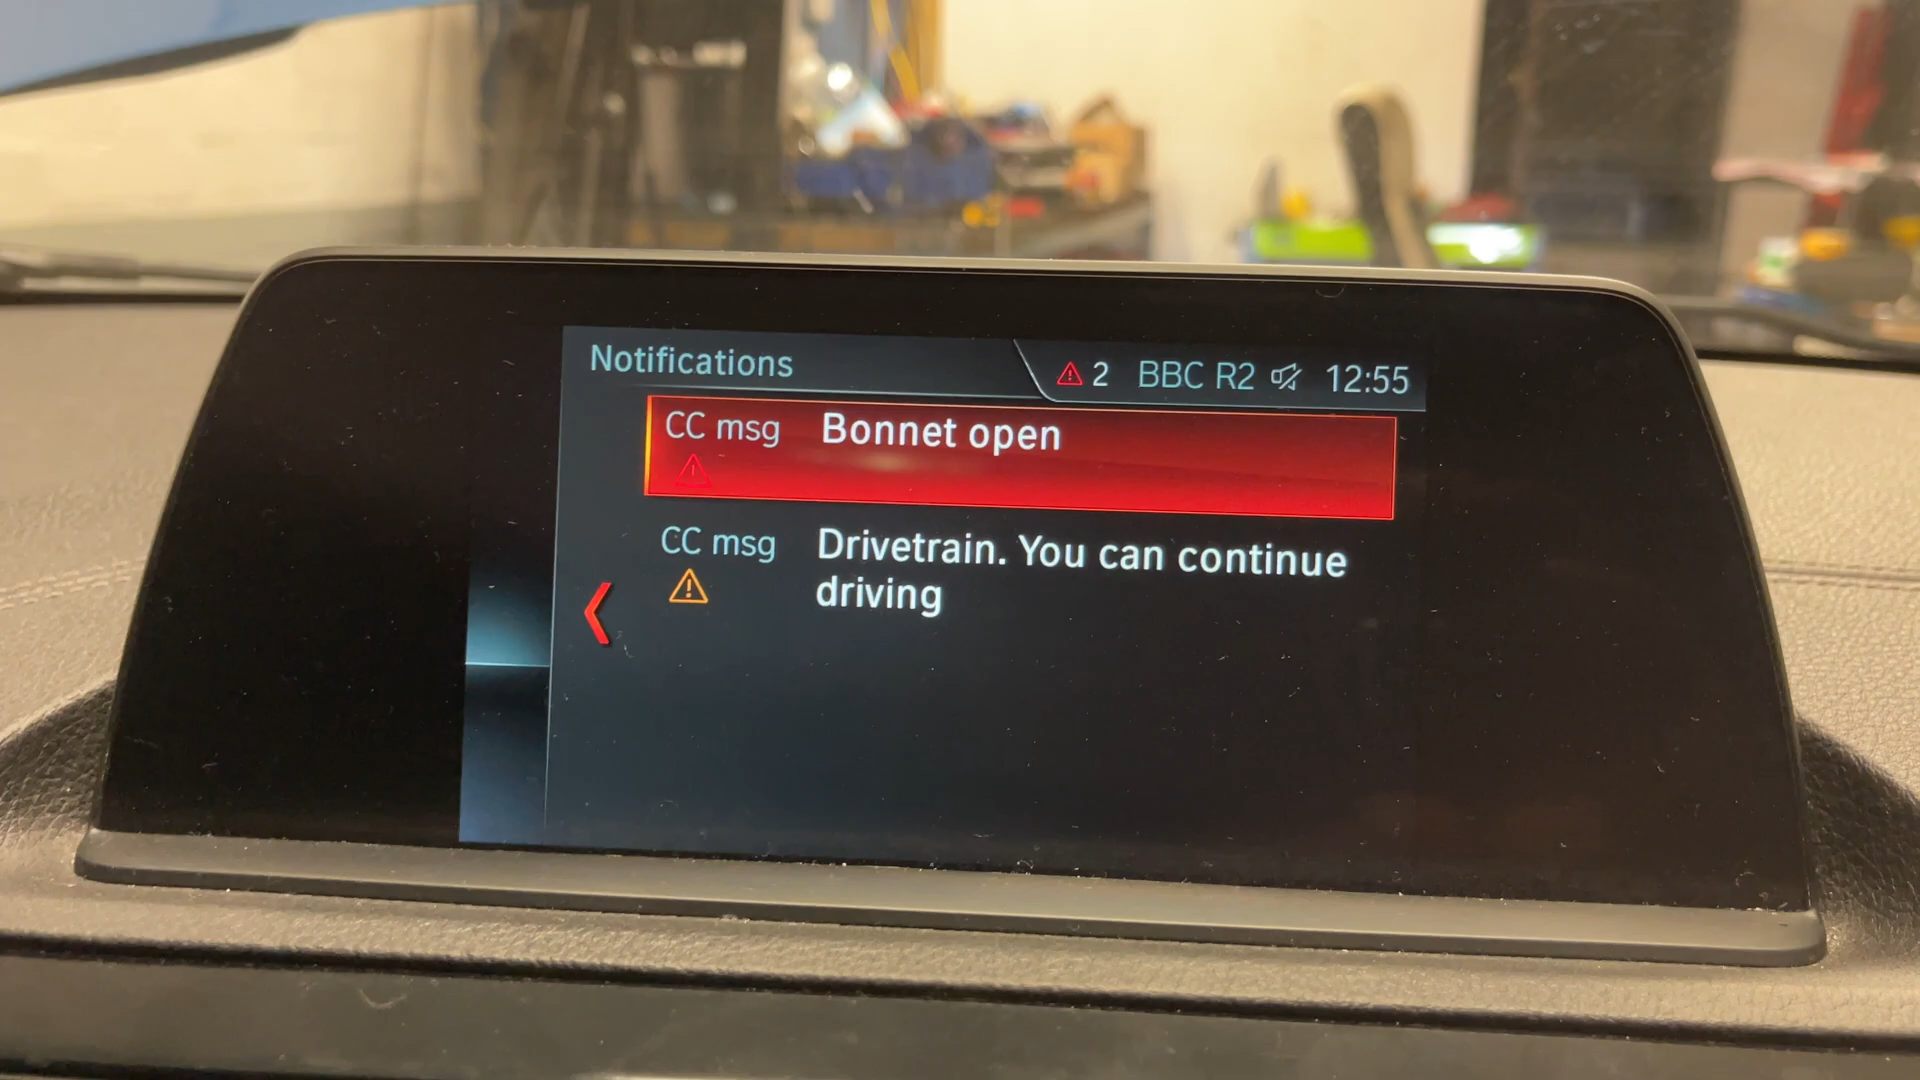 Notifications
2 BBC R2 12:55
CC msg Bonnet open
CC msg Drivetrain. You can continue
driving